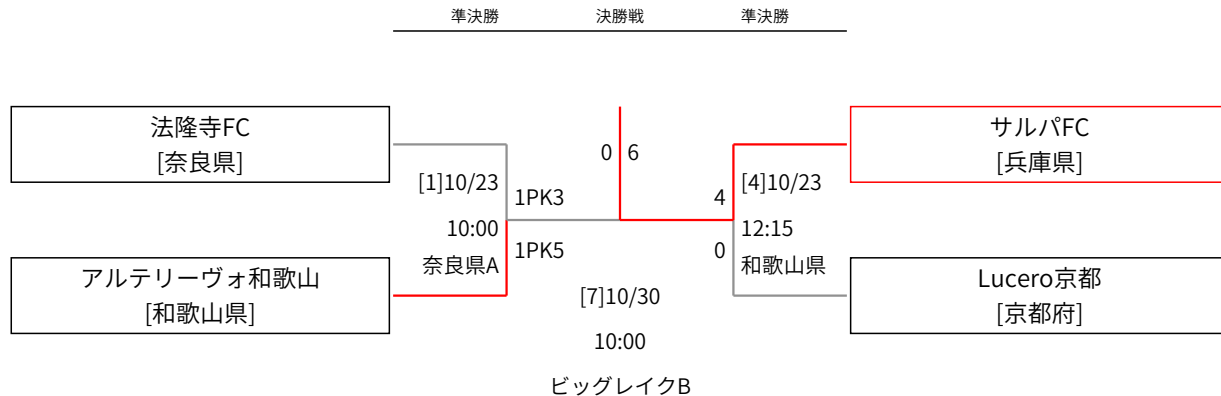 準決勝 決勝戦 準決勝
法隆寺FC
[奈良県]
サルパFC
[兵庫県]
0 6
[1]10/23
1PK3
4
[4]10/23
10:00
12:15
1PK5
0
奈良県A
和歌山県
アルテリーヴォ和歌山
[和歌山県]
Lucero京都
[京都府]
[7]10/30
10:00
ビッグレイクB